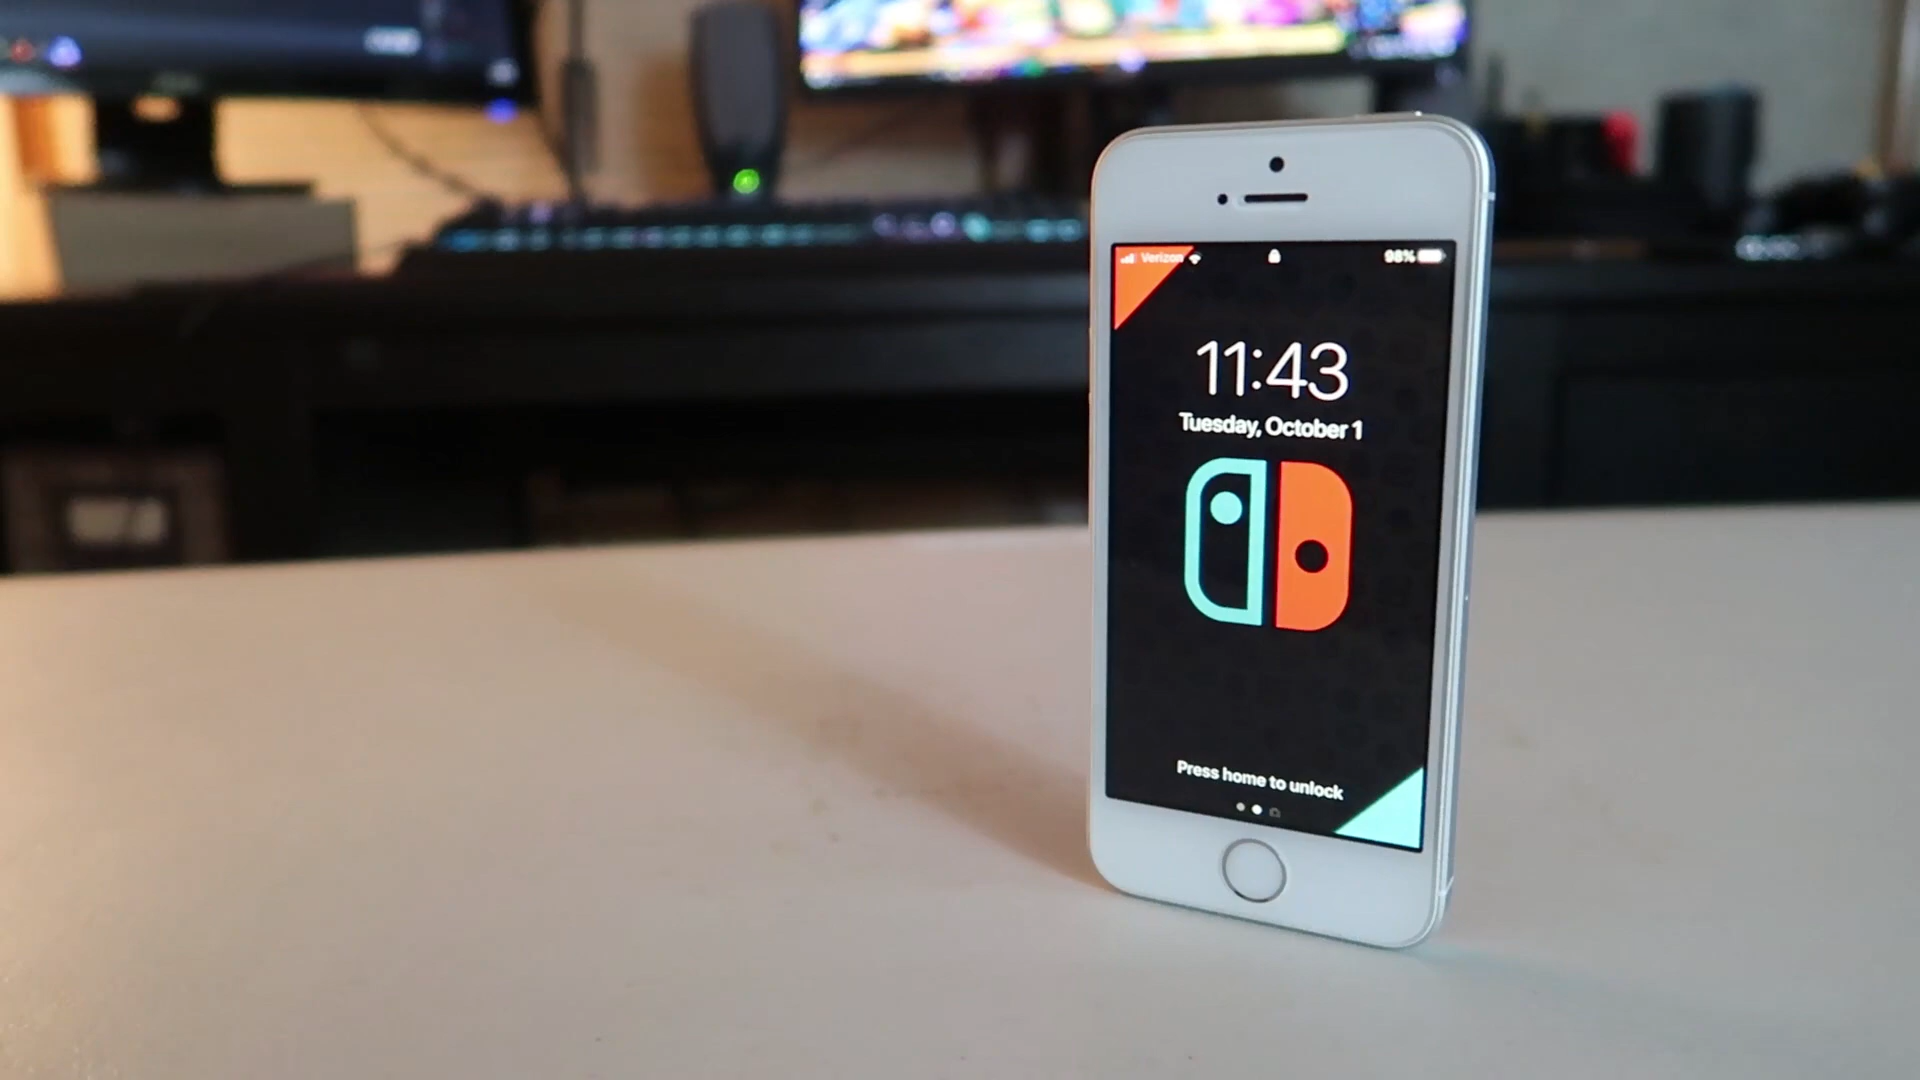 Verizon 98%
11:43
Tuesday, October 1
Press home to unlock